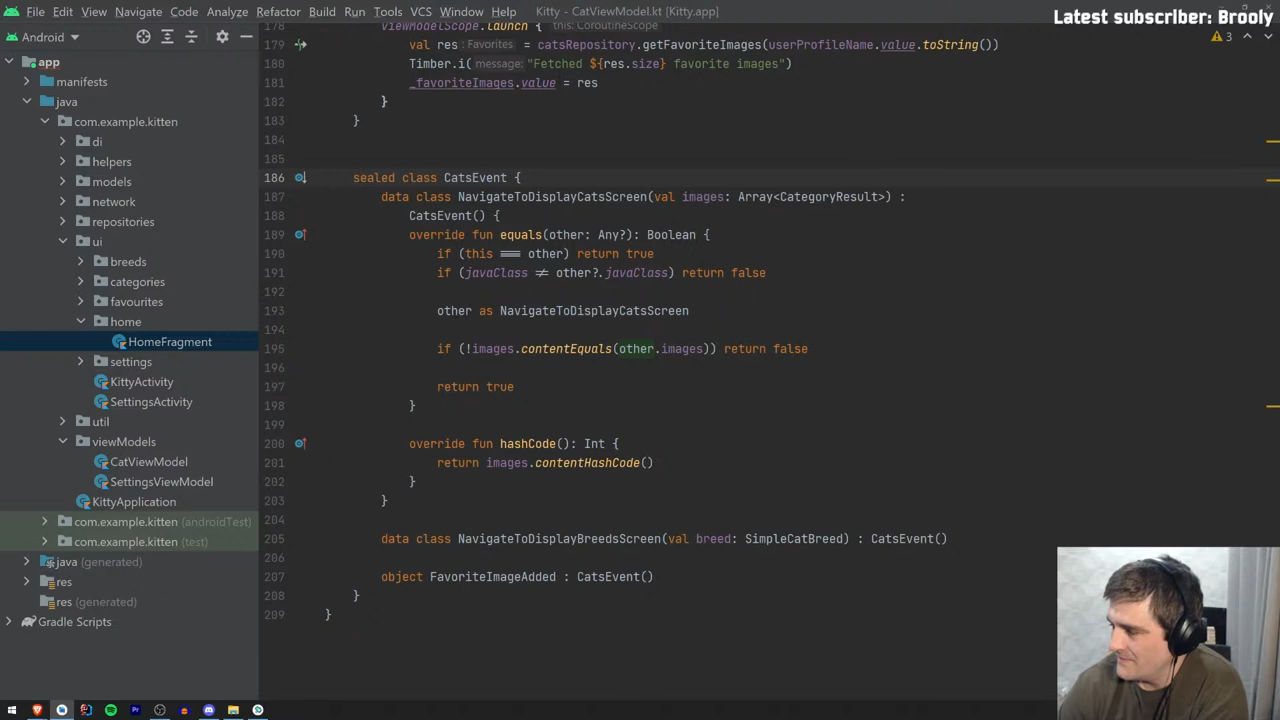 File Edit View Navigate Code Analyze Refactor Build Run Tools VCS Window Help Kitty - CatViewModel.kt [Kitty.app]
Latest subscriber: Brooly
Android
3
app
manifests
java
com.example.kitten
di
helpers
models
network
repositories
ui
breeds
categories
favourites
home
HomeFragment
settings
KittyActivity
SettingsActivity
util
viewModels
CatViewModel
SettingsViewModel
KittyApplication
com.example.kitten (androidTest)
com.example.kitten (test)
java (generated)
res
res (generated)
Gradle Scripts
178 viewModelScope.launch { this: CoroutineScope
179 val res : Favorites = catsRepository.getFavoriteImages(userProfileName.value.toString())
180 Timber.i( message: "Fetched ${res.size} favorite images")
181 _favoriteImages.value = res
182 }
183 }
184
185
186 sealed class CatsEvent {
187 data class NavigateToDisplayCatsScreen(val images: Array<CategoryResult>) :
188 CatsEvent() {
189 override fun equals(other: Any?): Boolean {
190 if (this === other) return true
191 if (javaClass != other?.javaClass) return false
192
193 other as NavigateToDisplayCatsScreen
194
195 if (!images.contentEquals(other.images)) return false
196
197 return true
198 }
199
200 override fun hashCode(): Int {
201 return images.contentHashCode()
202 }
203 }
204
205 data class NavigateToDisplayBreedsScreen(val breed: SimpleCatBreed) : CatsEvent()
206
207 object FavoriteImageAdded : CatsEvent()
208 }
209 }